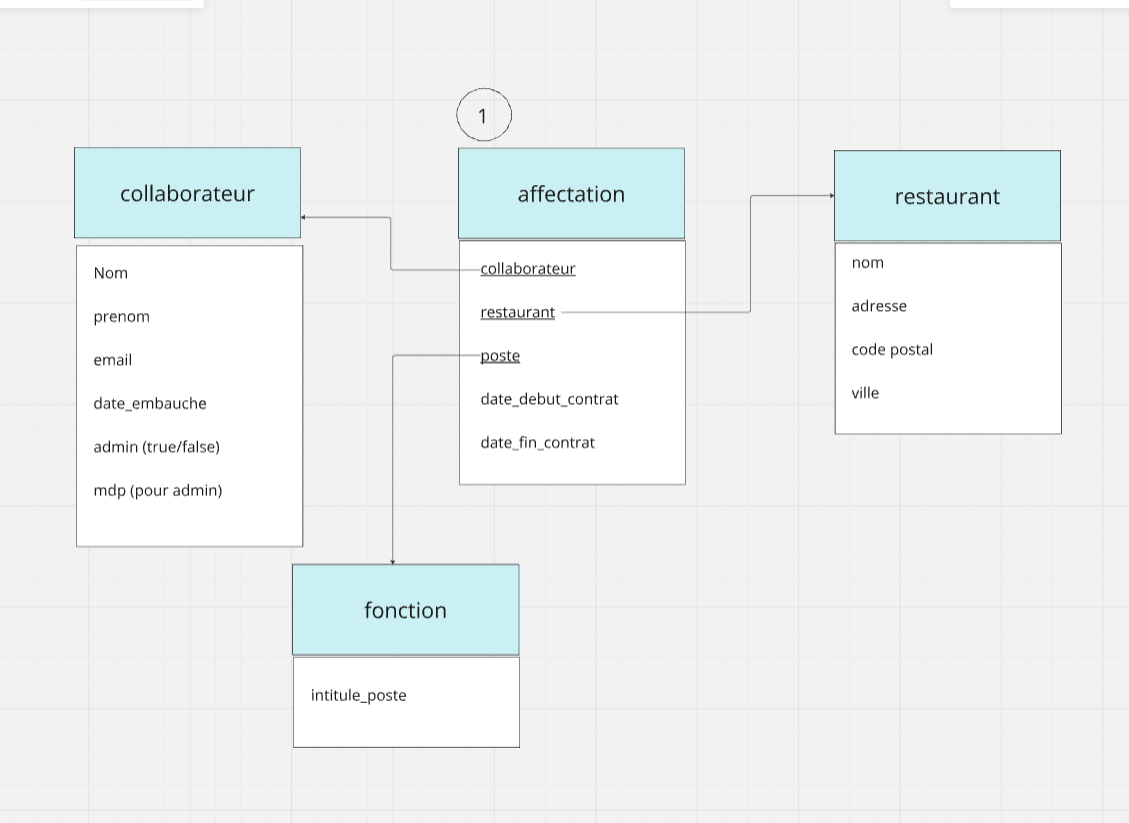 1
collaborateur
Nom
prenom
email
date_embauche
admin (true/false)
mdp (pour admin)
affectation
collaborateur
restaurant
poste
date_debut_contrat
date_fin_contrat
restaurant
nom
adresse
code postal
ville
fonction
intitule_poste